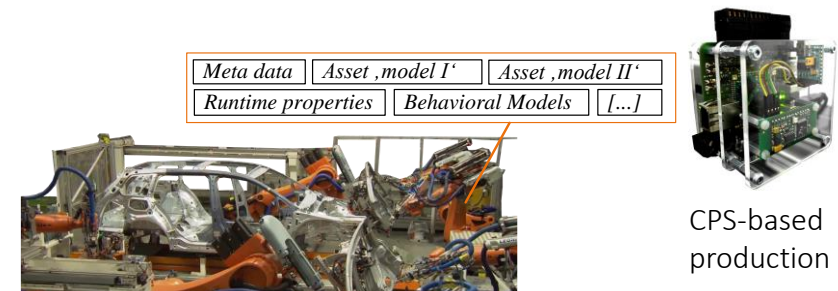 Meta data
Asset ‚model I‘
Asset ‚model II‘
Runtime properties
Behavioral Models
[...]
CPS-based
production